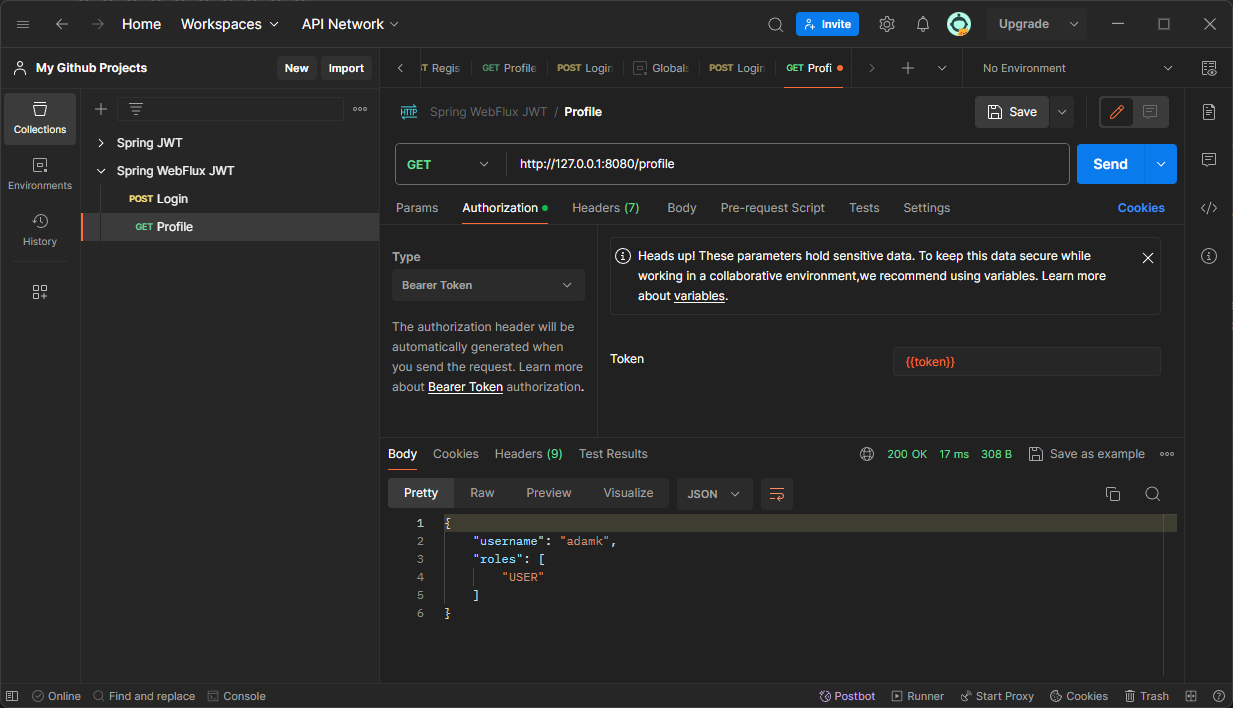 Home Workspaces API Network Invite Upgrade
My Github Projects New Import
T Regis GET Profile POST Login Globals POST Login GET Profi No Environment
Collections
Environments
History
Spring JWT
Spring WebFlux JWT
POST Login
GET Profile
HTTP Spring WebFlux JWT / Profile Save
GET http://127.0.0.1:8080/profile Send
Params Authorization Headers (7) Body Pre-request Script Tests Settings Cookies
Type
Bearer Token
The authorization header will be
automatically generated when
you send the request. Learn more
about Bearer Token authorization.
Heads up! These parameters hold sensitive data. To keep this data secure while
working in a collaborative environment,we recommend using variables. Learn more
about variables.
Token {{token}}
Body Cookies Headers (9) Test Results 200 OK 17 ms 308 B Save as example
Pretty Raw Preview Visualize JSON
1 {
2 "username": "adamk",
3 "roles": [
4 "USER"
5 ]
6 }
Online Find and replace Console Postbot Runner Start Proxy Cookies Trash